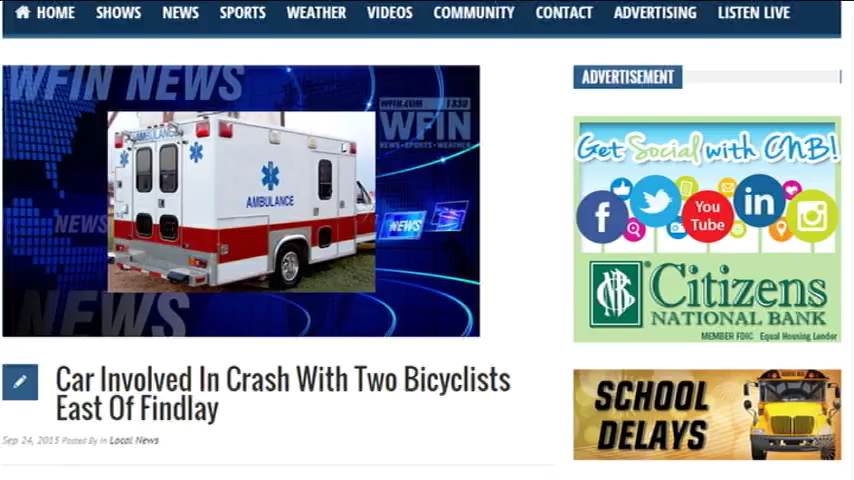 HOME SHOWS NEWS SPORTS WEATHER VIDEOS COMMUNITY CONTACT ADVERTISING LISTEN LIVE
WFIN NEWS
WFIN.COM 1330
WFIN
NEWS•SPORTS•WEATHER
AMBULANCE
AMBULANCE
NEWS
NEWS
NEWS
Car Involved In Crash With Two Bicyclists
East Of Findlay
Sep 24, 2015 Posted By in Local News
ADVERTISEMENT
Get Social with CNB!
f
You
Tube
in
CNB
Citizens
NATIONAL BANK
MEMBER FDIC Equal Housing Lender
SCHOOL
DELAYS